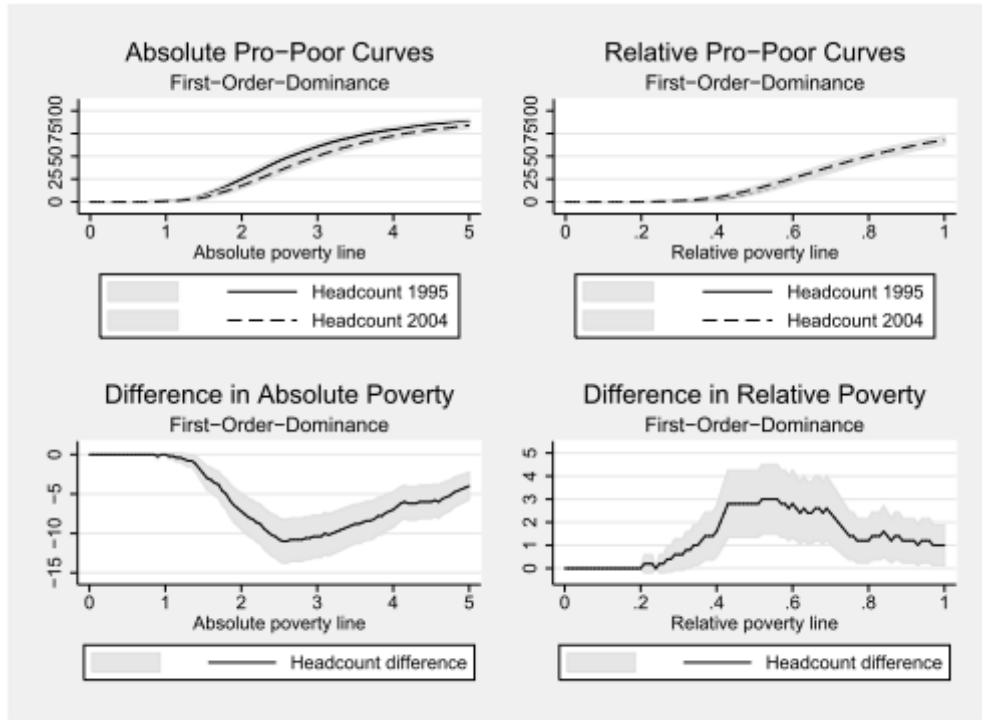 Absolute Pro−Poor Curves
First−Order−Dominance
0 25 50 75 100
0 1 2 3 4 5
Absolute poverty line
Headcount 1995
Headcount 2004
Relative Pro−Poor Curves
First−Order−Dominance
0 25 50 75 100
0 .2 .4 .6 .8 1
Relative poverty line
Headcount 1995
Headcount 2004
Difference in Absolute Poverty
First−Order−Dominance
−15 −10 −5 0
0 1 2 3 4 5
Absolute poverty line
Headcount difference
Difference in Relative Poverty
First−Order−Dominance
0 1 2 3 4 5
0 .2 .4 .6 .8 1
Relative poverty line
Headcount difference